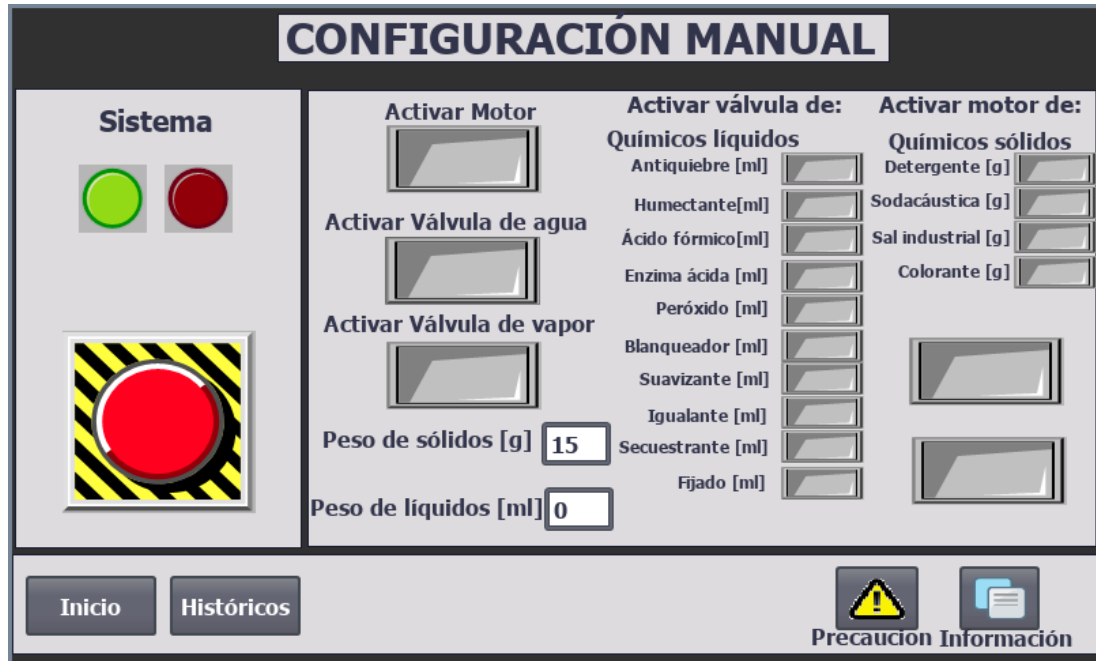 CONFIGURACIÓN MANUAL
Sistema
Activar Motor
Activar Válvula de agua
Activar Válvula de vapor
Peso de sólidos [g] 15
Peso de líquidos [ml] 0
Activar válvula de:
Químicos líquidos
Antiquiebre [ml]
Humectante[ml]
Ácido fórmico[ml]
Enzima ácida [ml]
Peróxido [ml]
Blanqueador [ml]
Suavizante [ml]
Igualante [ml]
Secuestrante [ml]
Fijado [ml]
Activar motor de:
Químicos sólidos
Detergente [g]
Sodacáustica [g]
Sal industrial [g]
Colorante [g]
Inicio
Históricos
Precaucion
Información